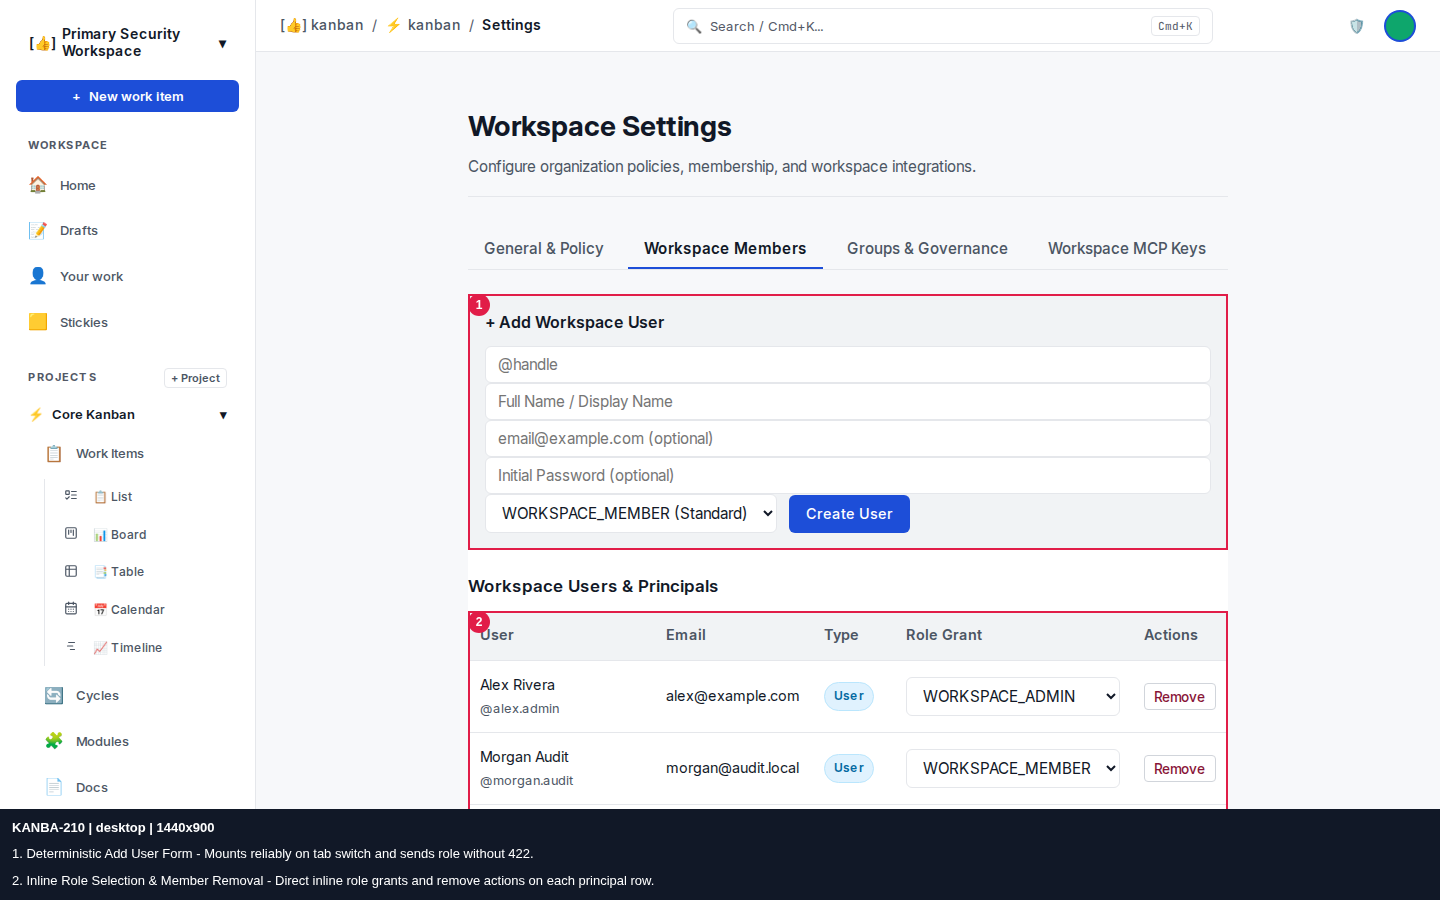 [👍] Primary Security Workspace ▼
+ New work item
WORKSPACE
🏠 Home
📝 Drafts
👤 Your work
🟨 Stickies
PROJECTS
+ Project
⚡ Core Kanban ▼
📋 Work Items
📋 List
📊 Board
📑 Table
📅 Calendar
📈 Timeline
🔄 Cycles
🧩 Modules
📄 Docs
[👍] kanban / ⚡ kanban / Settings
🔍 Search / Cmd+K...
Cmd+K
Workspace Settings
Configure organization policies, membership, and workspace integrations.
General & Policy
Workspace Members
Groups & Governance
Workspace MCP Keys
1
+ Add Workspace User
@handle
Full Name / Display Name
email@example.com (optional)
Initial Password (optional)
WORKSPACE_MEMBER (Standard)
Create User
Workspace Users & Principals
2
User Email Type Role Grant Actions
Alex Rivera
@alex.admin
alex@example.com
User
WORKSPACE_ADMIN
Remove
Morgan Audit
@morgan.audit
morgan@audit.local
User
WORKSPACE_MEMBER
Remove
KANBA-210 | desktop | 1440x900
1. Deterministic Add User Form - Mounts reliably on tab switch and sends role without 422.
2. Inline Role Selection & Member Removal - Direct inline role grants and remove actions on each principal row.